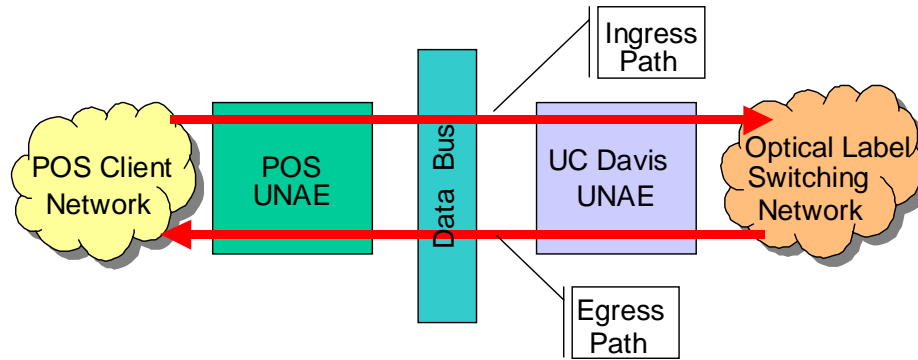 Ingress
Path
POS Client
Network
POS
UNAE
Data Bus
UC Davis
UNAE
Optical Label
Switching
Network
Egress
Path